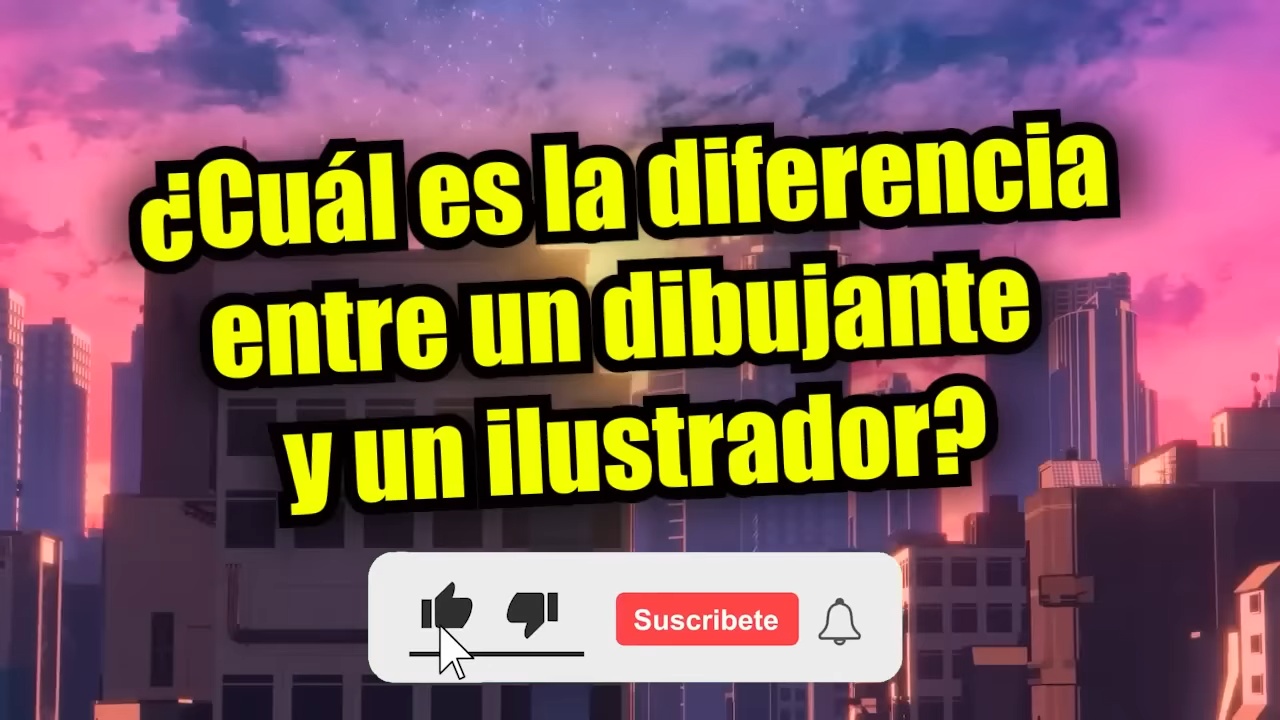 ¿Cuál es la diferencia
entre un dibujante
y un ilustrador?
Suscribete